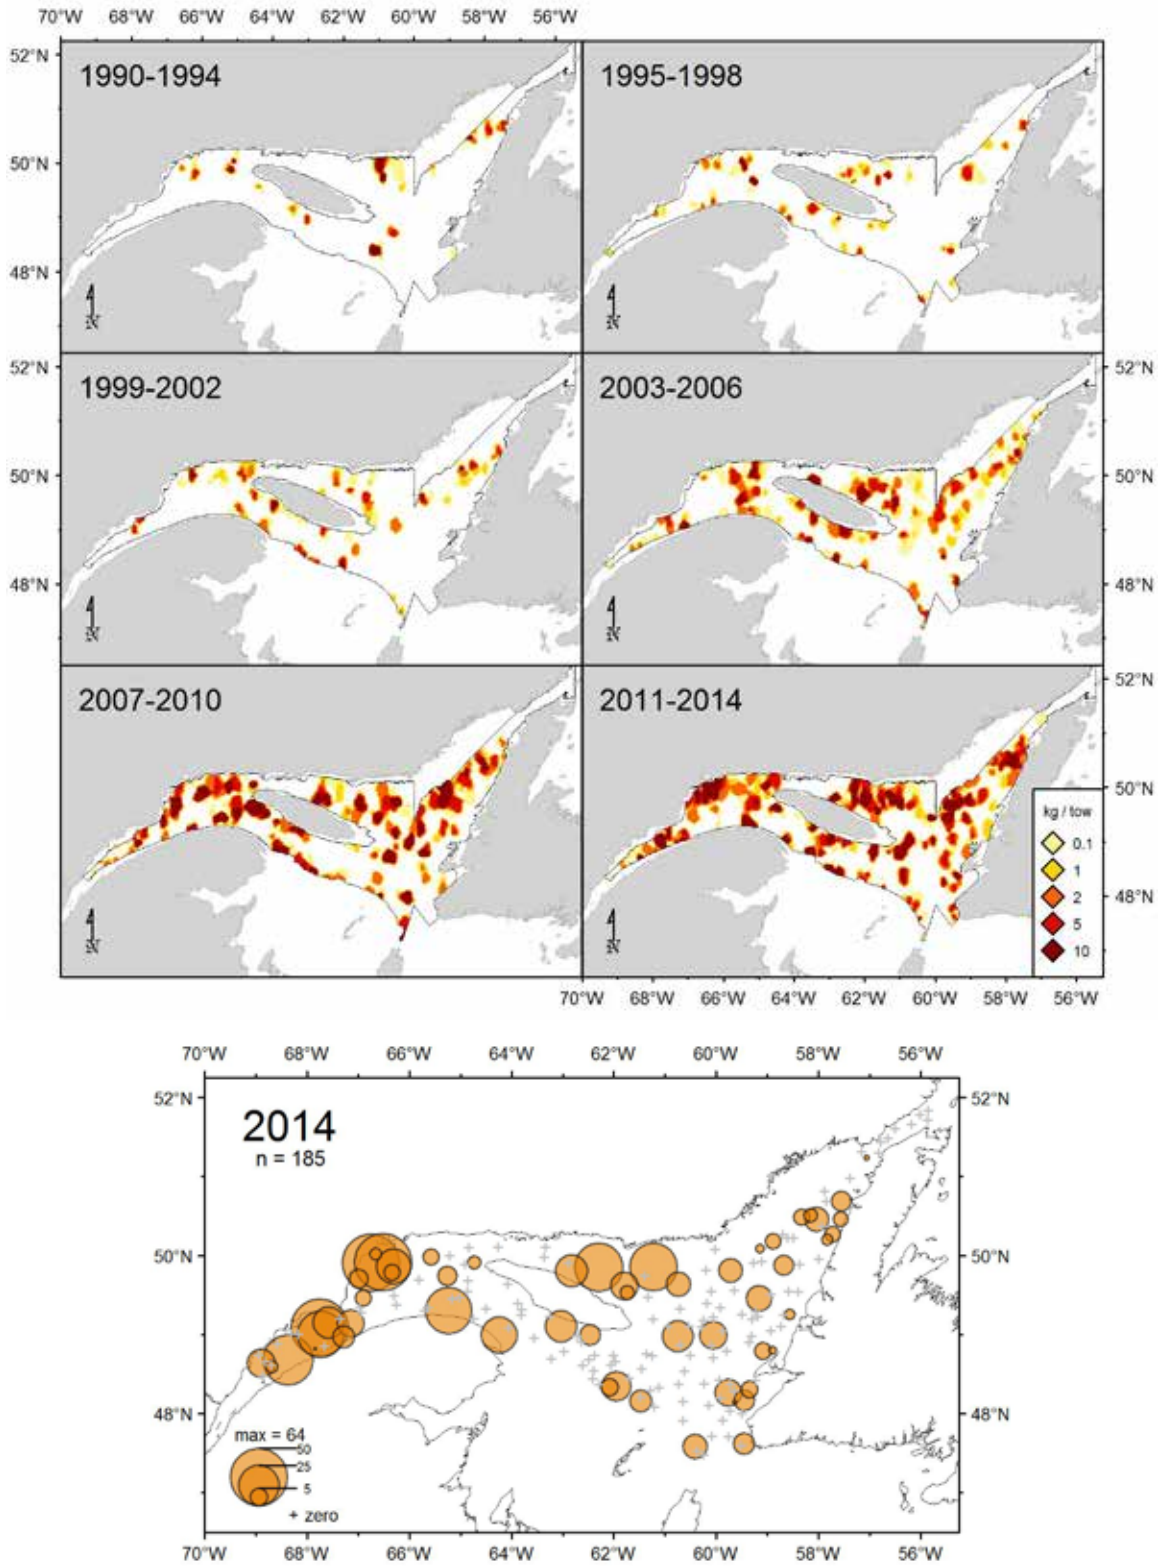 70°W 68°W 66°W 64°W 62°W 60°W 58°W 56°W
52°N
1990-1994 1995-1998
50°N
48°N
N N
52°N 52°N
1999-2002 2003-2006
50°N 50°N
48°N 48°N
N N
52°N 52°N
2007-2010 2011-2014
50°N 50°N
kg / tow
0.1
1
48°N 2 48°N
5
N N
10
70°W 68°W 66°W 64°W 62°W 60°W 58°W 56°W
70°W 68°W 66°W 64°W 62°W 60°W 58°W 56°W
52°N 52°N
2014
n = 185
50°N 50°N
48°N 48°N
max = 64
50
25
5
+ zero
70°W 68°W 66°W 64°W 62°W 60°W 58°W 56°W